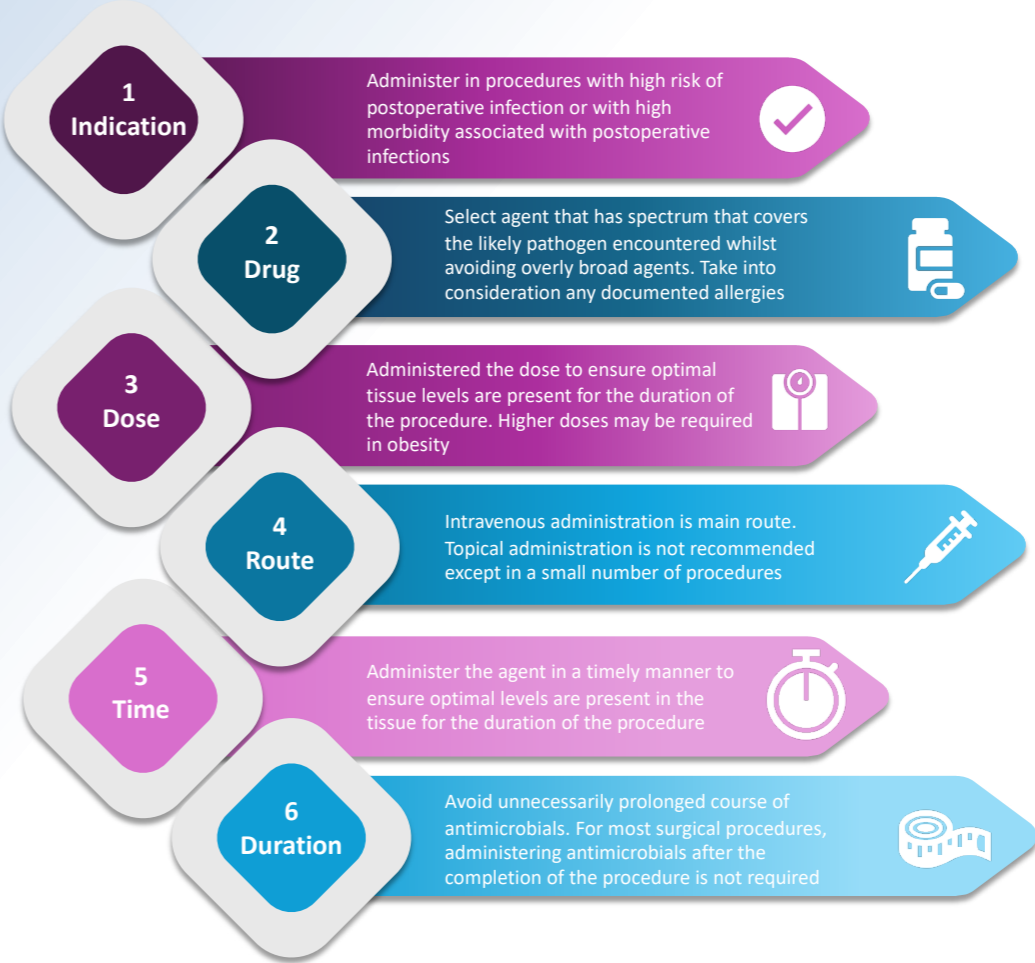 1
Indication
Administer in procedures with high risk of
postoperative infection or with high
morbidity associated with postoperative
infections
2
Drug
Select agent that has spectrum that covers
the likely pathogen encountered whilst
avoiding overly broad agents. Take into
consideration any documented allergies
3
Dose
Administered the dose to ensure optimal
tissue levels are present for the duration of
the procedure. Higher doses may be required
in obesity
4
Route
Intravenous administration is main route.
Topical administration is not recommended
except in a small number of procedures
5
Time
Administer the agent in a timely manner to
ensure optimal levels are present in the
tissue for the duration of the procedure
6
Duration
Avoid unnecessarily prolonged course of
antimicrobials. For most surgical procedures,
administering antimicrobials after the
completion of the procedure is not required